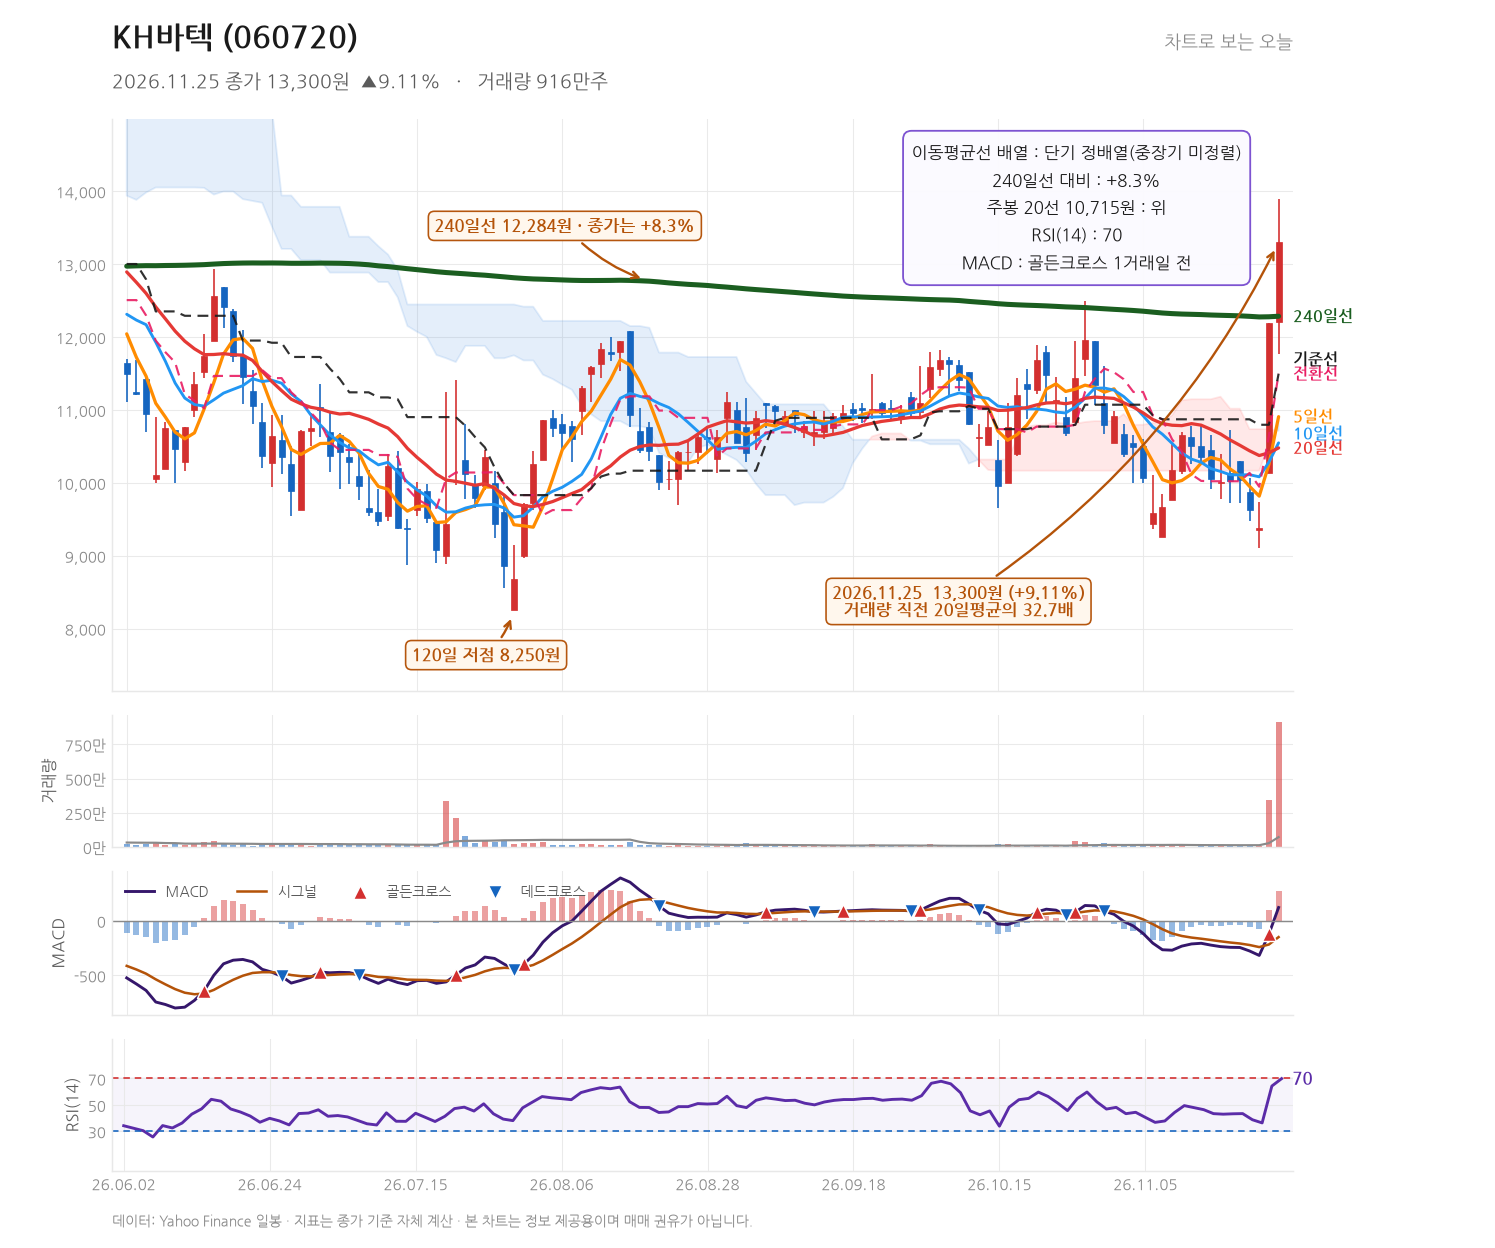 KH바텍 (060720)
차트로 보는 오늘
2026.11.25 종가 13,300원 ▲9.11% · 거래량 916만주
이동평균선 배열 : 단기 정배열(중장기 미정렬)
240일선 대비 : +8.3%
주봉 20선 10,715원 : 위
RSI(14) : 70
MACD : 골든크로스 1거래일 전
240일선 12,284원 · 종가는 +8.3%
14,000
13,000
12,000
11,000
10,000
9,000
8,000
240일선
기준선
전환선
5일선
10일선
20일선
2026.11.25 13,300원 (+9.11%)
거래량 직전 20일평균의 32.7배
120일 저점 8,250원
거래량
750만
500만
250만
0만
MACD
MACD 시그널 골든크로스 데드크로스
0
-500
RSI(14)
70
50
30
70
26.06.02 26.06.24 26.07.15 26.08.06 26.08.28 26.09.18 26.10.15 26.11.05
데이터: Yahoo Finance 일봉 · 지표는 종가 기준 자체 계산 · 본 차트는 정보 제공용이며 매매 권유가 아닙니다.